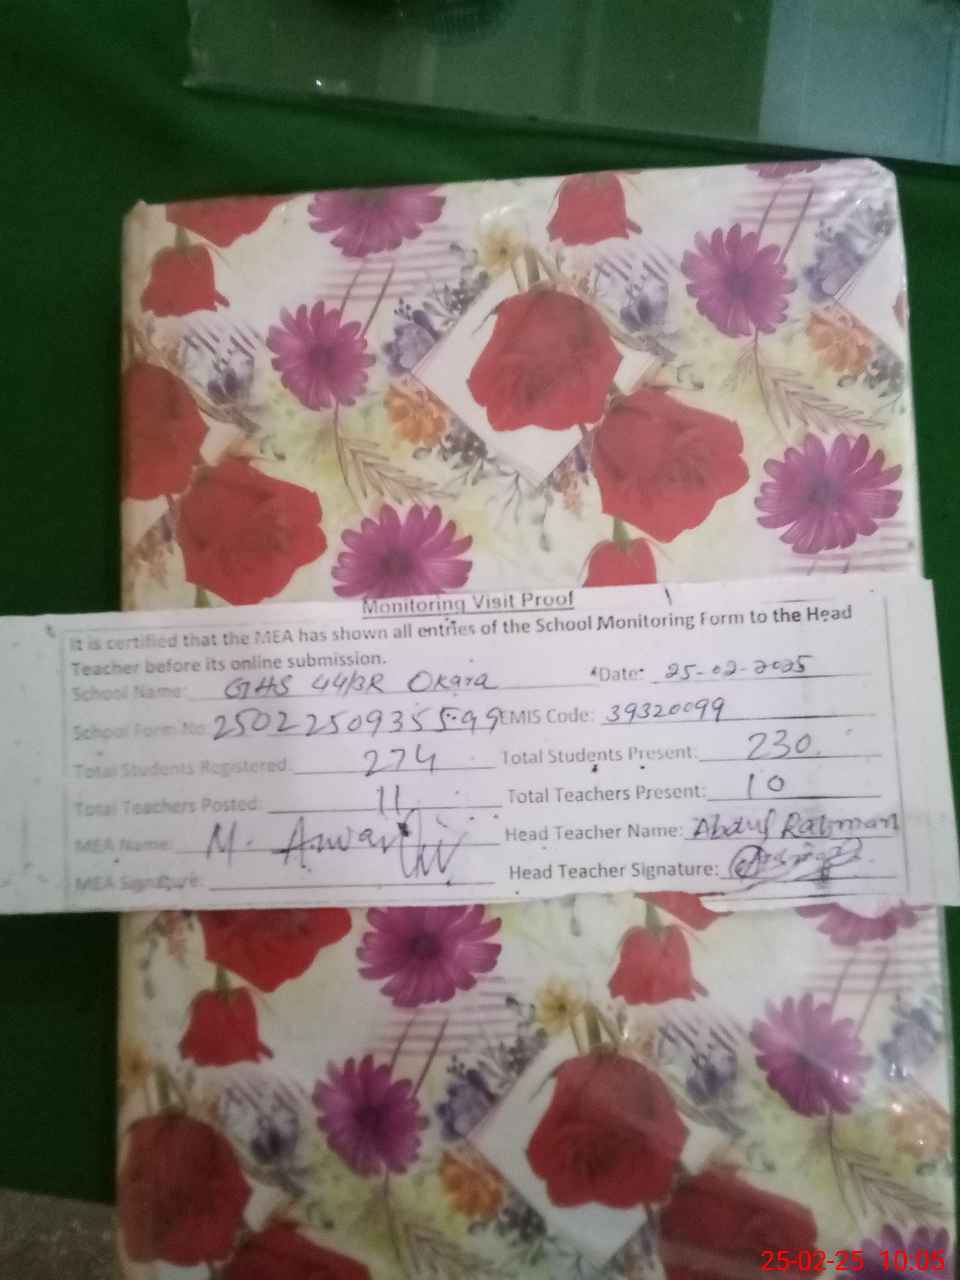 Monitoring Visit Proof
It is certified that the MEA has shown all entries of the School Monitoring Form to the Head
Teacher before its online submission.
School Name: GHS 44/3R Okara Date: 25-02-2025
School Form No: 25022509355599 EMIS Code: 39320099
Total Students Registered: 274 Total Students Present: 230
Total Teachers Posted: 11 Total Teachers Present: 10
MEA Name: M. Anwar Head Teacher Name: Abdul Rahman
MEA Signature: Head Teacher Signature:
25-02-25 10:05